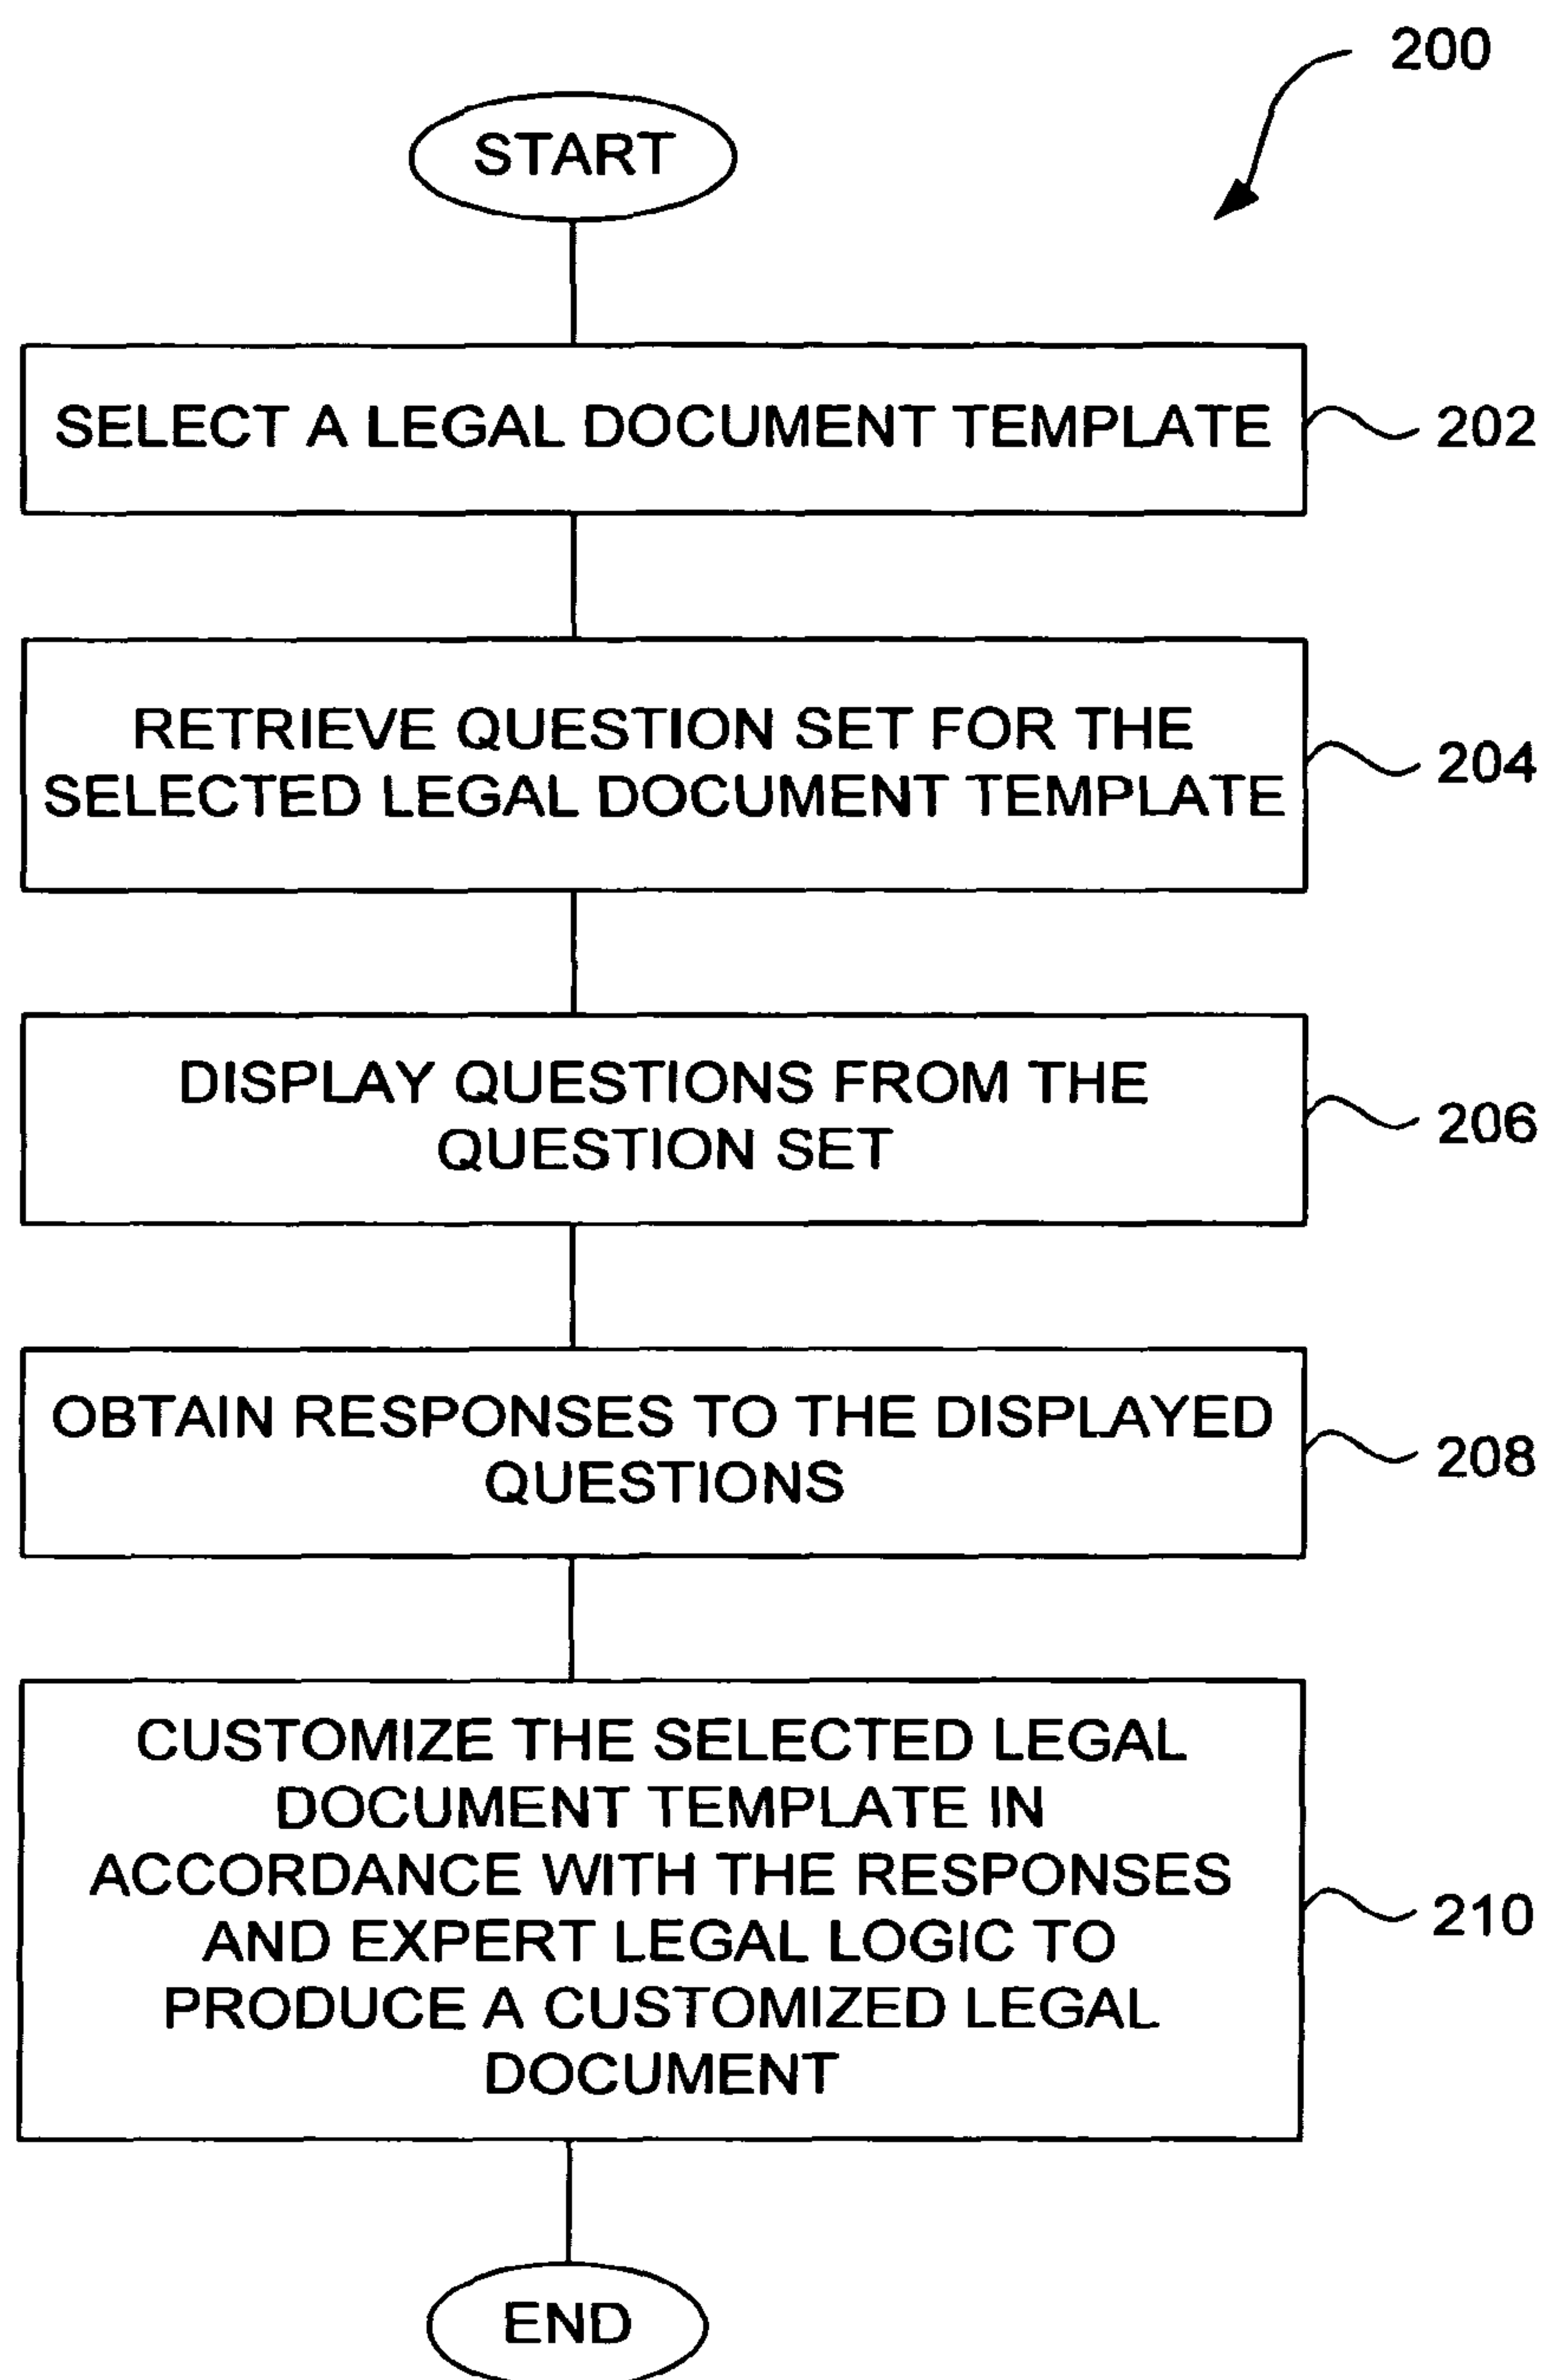 200
START
SELECT A LEGAL DOCUMENT TEMPLATE
202
RETRIEVE QUESTION SET FOR THE
SELECTED LEGAL DOCUMENT TEMPLATE
204
DISPLAY QUESTIONS FROM THE
QUESTION SET
206
OBTAIN RESPONSES TO THE DISPLAYED
QUESTIONS
208
CUSTOMIZE THE SELECTED LEGAL
DOCUMENT TEMPLATE IN
ACCORDANCE WITH THE RESPONSES
AND EXPERT LEGAL LOGIC TO
PRODUCE A CUSTOMIZED LEGAL
DOCUMENT
210
END